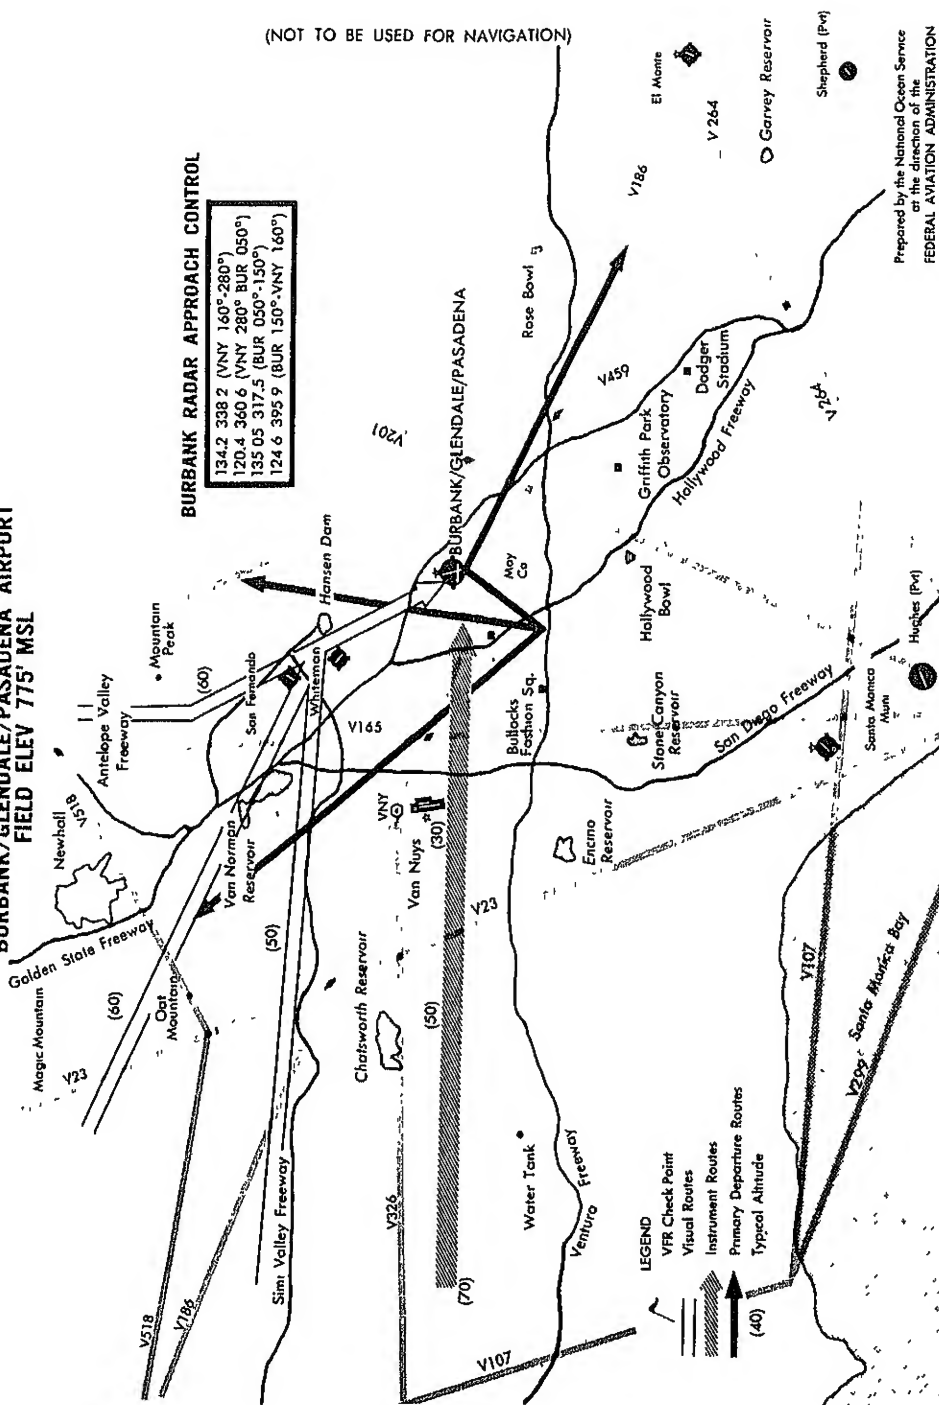 BURBANK/GLENDALE/PASADENA AIRPORT
FIELD ELEV 775' MSL
(NOT TO BE USED FOR NAVIGATION)
BURBANK RADAR APPROACH CONTROL
134.2 338 2 (VNY 160°-280°)
120.4 360 6 (VNY 280° BUR 050°)
135 05 317.5 (BUR 050°-150°)
124 6 395 9 (BUR 150°-VNY 160°)
El Monte
V 264
Garvey Reservoir
Shepherd (Pvt)
V186
Rose Bowl
V459
V201
BURBANK/GLENDALE/PASADENA
Dodger
Stadium
Griffith Park
Observatory
Hollywood Freeway
V264
Hansen Dam
Moy
Co
Hollywood
Bowl
Hughes (Pvt)
Mountain
Peak
(60)
Antelope Valley
Freeway
San Fernando
Whiteman
V165
Bullocks
Fashion Sq.
Stone Canyon
Reservoir
San Diego Freeway
Santa Monica
Muni
Newhall
V518
Van Norman
Reservoir
VNY
Van Nuys
(30)
Encino
Reservoir
V23
Golden State Freeway
Magic Mountain
(60)
Oat
Mountain
(50)
V23
Chatsworth Reservoir
(50)
V107
Santa Monica Bay
V299
Simi Valley Freeway
V518
V186
V326
(70)
Water Tank
Ventura Freeway
V107
LEGEND
VFR Check Point
Visual Routes
Instrument Routes
Primary Departure Routes
(40) Typical Altitude
Prepared by the National Ocean Service
at the direction of the
FEDERAL AVIATION ADMINISTRATION